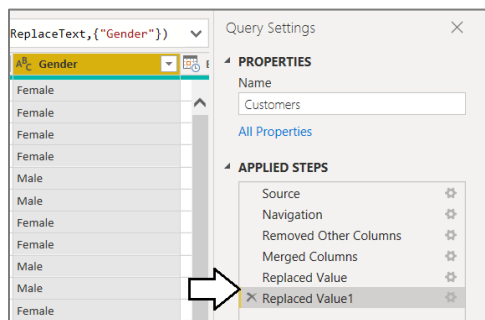 ReplaceText,{"Gender"})
ABC Gender
Female
Female
Female
Female
Male
Male
Female
Female
Male
Male
Female
Query Settings
PROPERTIES
Name
Customers
All Properties
APPLIED STEPS
Source
Navigation
Removed Other Columns
Merged Columns
Replaced Value
Replaced Value1